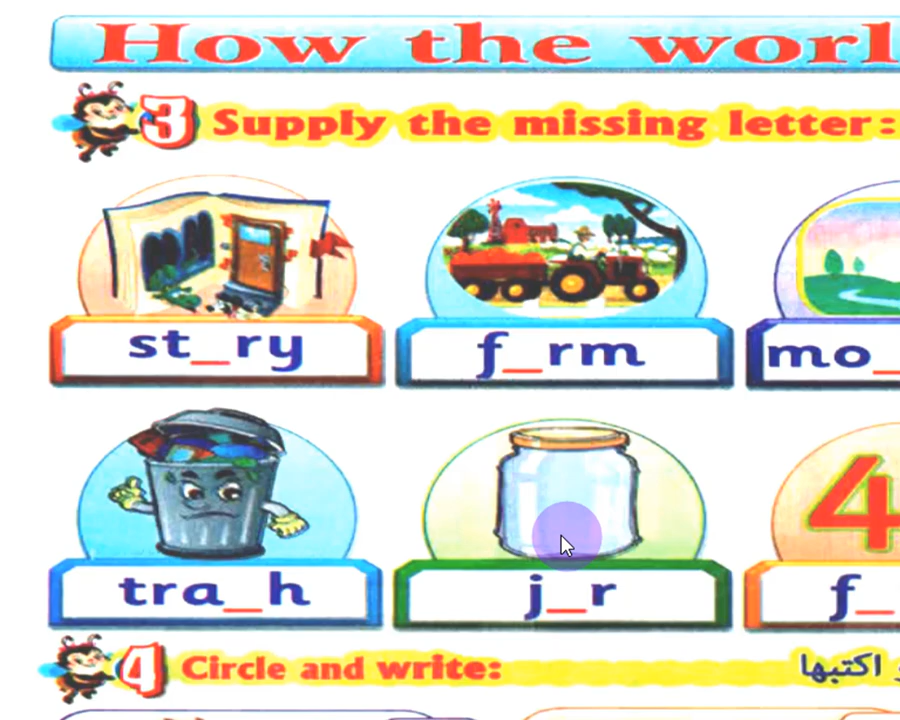 How the worl
3 Supply the missing letter:
st_ry f_rm mo_
tra_h j_r f_
4
4 Circle and write: اكتبها